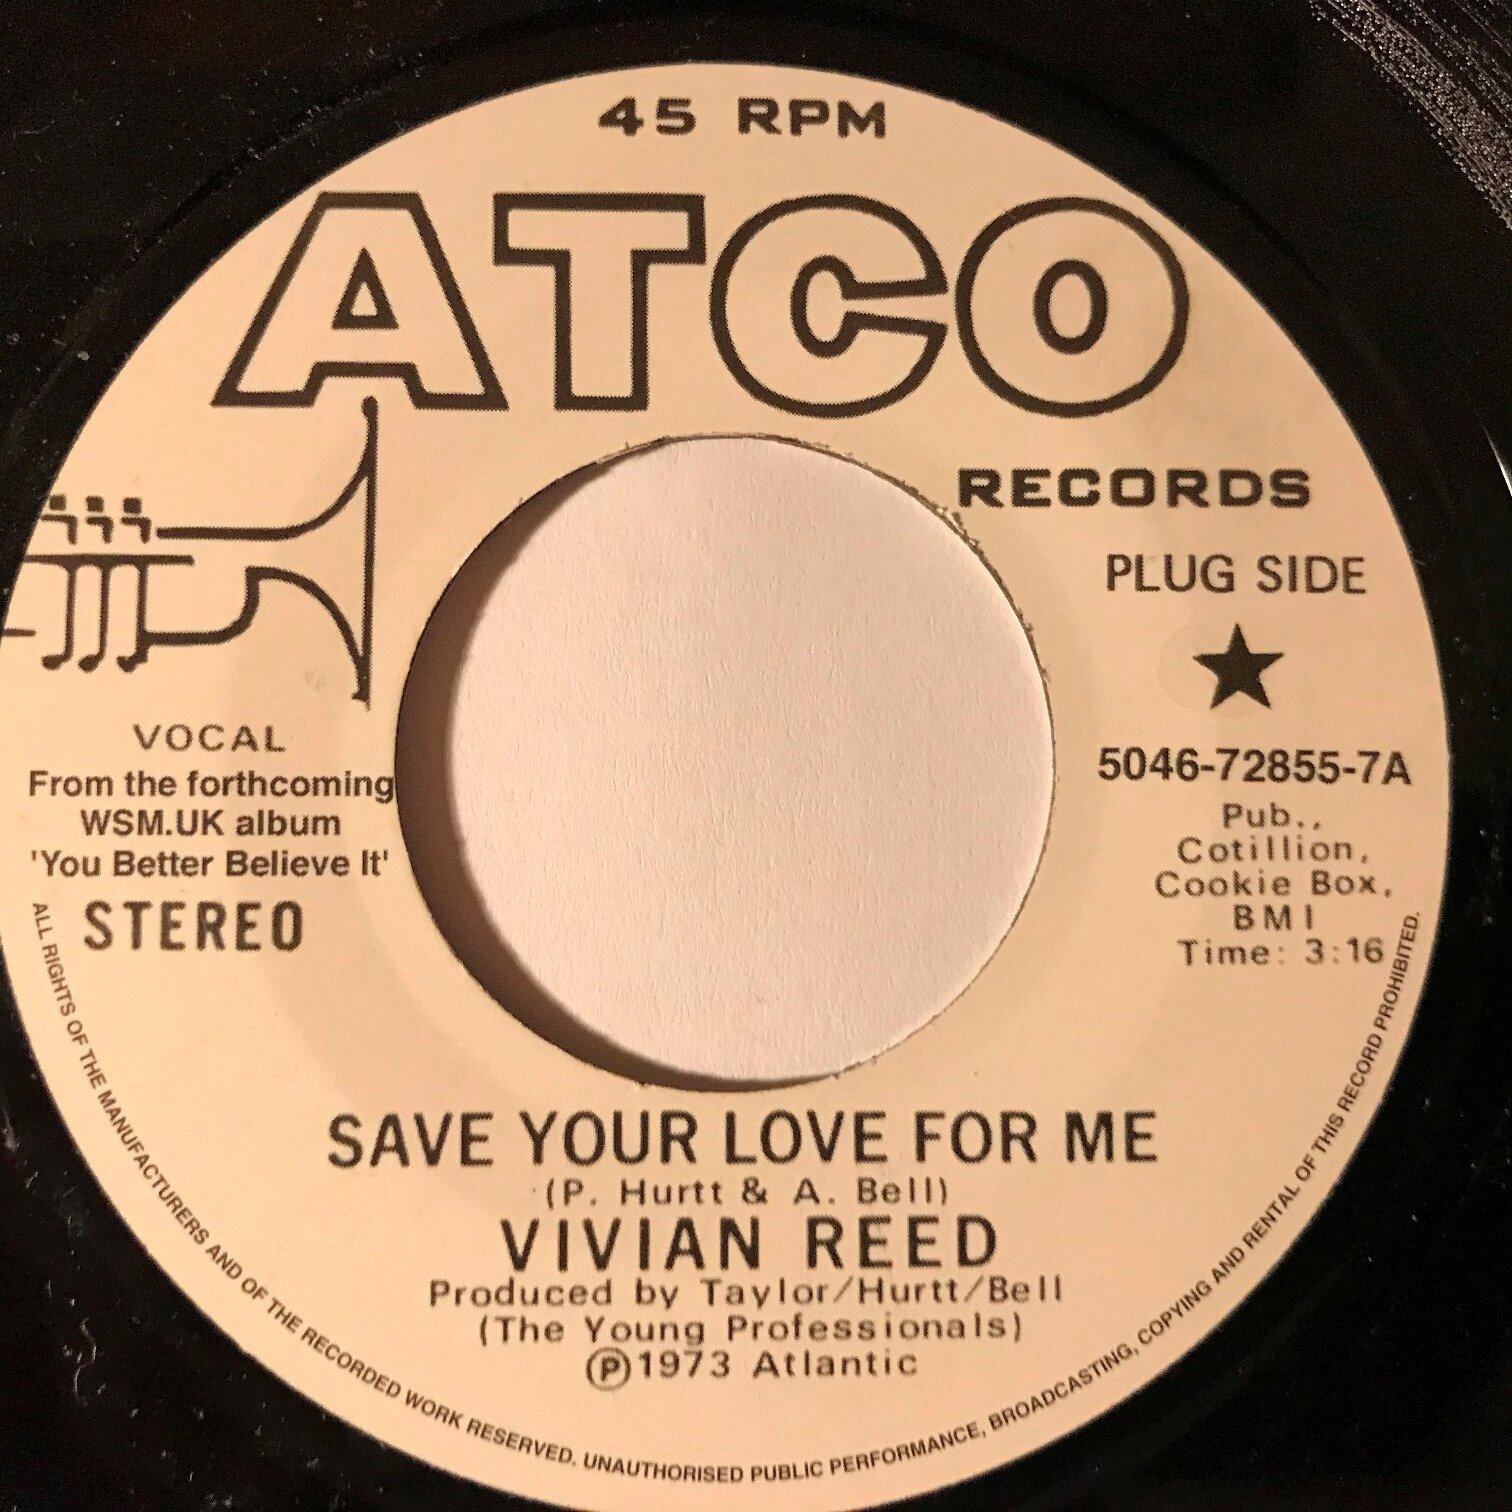 45 RPM
ATCO
RECORDS
PLUG SIDE
5046-72855-7A
Pub.,
Cotillion,
Cookie Box,
BMI
Time: 3:16
VOCAL
From the forthcoming
WSM.UK album
'You Better Believe It'
STEREO
SAVE YOUR LOVE FOR ME
(P. Hurtt & A. Bell)
VIVIAN REED
Produced by Taylor/Hurtt/Bell
(The Young Professionals)
Ⓟ1973 Atlantic
ALL RIGHTS OF THE MANUFACTURERS AND OF THE RECORDED WORK RESERVED. UNAUTHORISED PUBLIC PERFORMANCE, BROADCASTING, COPYING AND RENTAL OF THIS RECORD PROHIBITED.